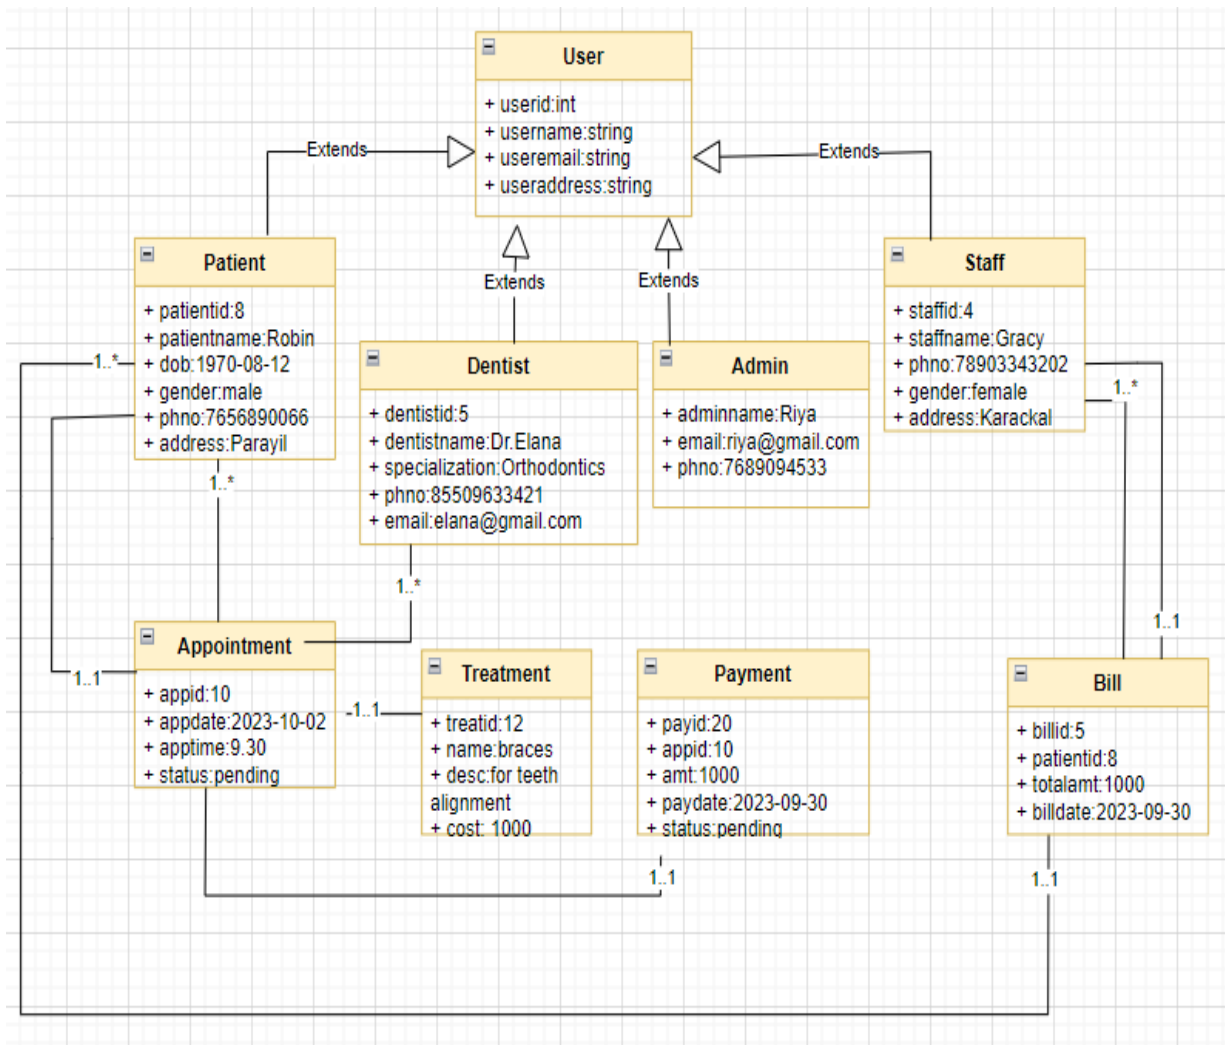 User
+ userid:int
+ username:string
+ useremail:string
+ useraddress:string
Extends
Extends
Extends
Extends
Patient
+ patientid:8
+ patientname:Robin
+ dob:1970-08-12
+ gender:male
+ phno:7656890066
+ address:Parayil
1..*
1..*
Dentist
+ dentistid:5
+ dentistname:Dr.Elana
+ specialization:Orthodontics
+ phno:85509633421
+ email:elana@gmail.com
1..*
Admin
+ adminname:Riya
+ email:riya@gmail.com
+ phno:7689094533
Staff
+ staffid:4
+ staffname:Gracy
+ phno:78903343202
+ gender:female
+ address:Karackal
1..*
1..1
Appointment
+ appid:10
+ appdate:2023-10-02
+ apptime:9.30
+ status:pending
1..1
-1..1
Treatment
+ treatid:12
+ name:braces
+ desc:for teeth
alignment
+ cost: 1000
Payment
+ payid:20
+ appid:10
+ amt:1000
+ paydate:2023-09-30
+ status:pending
1..1
Bill
+ billid:5
+ patientid:8
+ totalamt:1000
+ billdate:2023-09-30
1..1